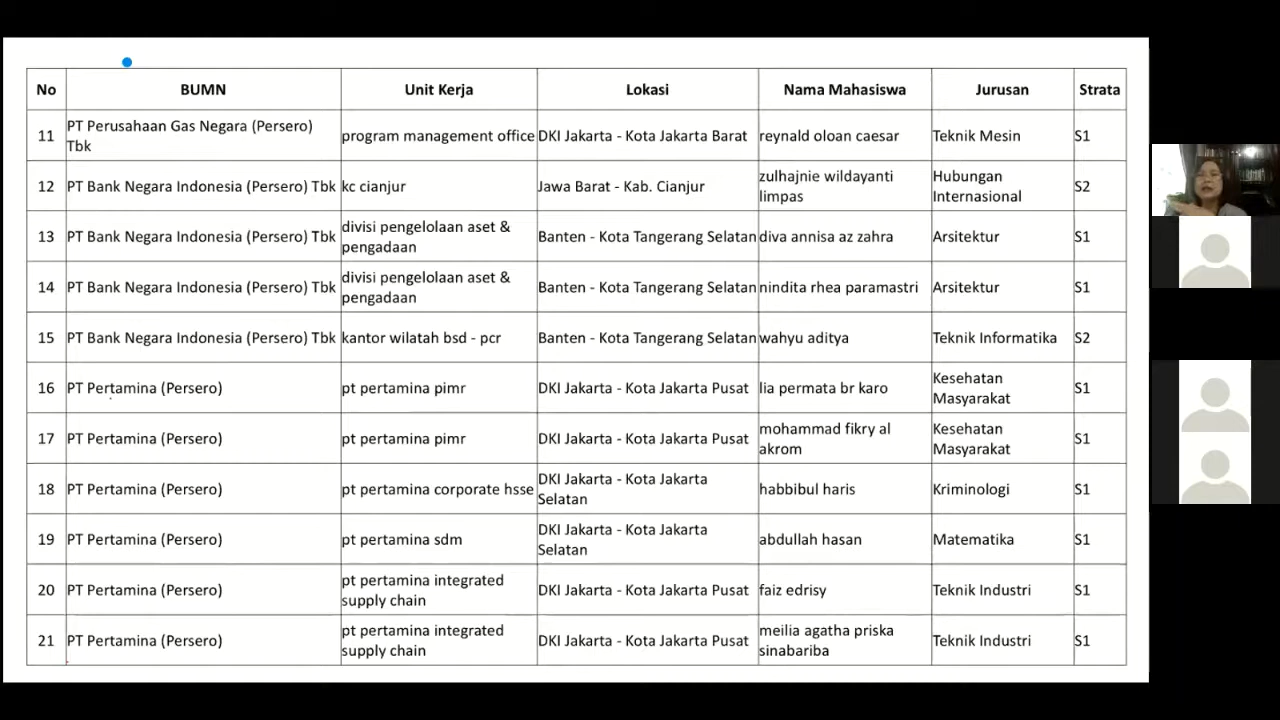 No BUMN Unit Kerja Lokasi Nama Mahasiswa Jurusan Strata
11 PT Perusahaan Gas Negara (Persero) Tbk program management office DKI Jakarta - Kota Jakarta Barat reynald oloan caesar Teknik Mesin S1
12 PT Bank Negara Indonesia (Persero) Tbk kc cianjur Jawa Barat - Kab. Cianjur zulhajnie wildayanti limpas Hubungan Internasional S2
13 PT Bank Negara Indonesia (Persero) Tbk divisi pengelolaan aset & pengadaan Banten - Kota Tangerang Selatan diva annisa az zahra Arsitektur S1
14 PT Bank Negara Indonesia (Persero) Tbk divisi pengelolaan aset & pengadaan Banten - Kota Tangerang Selatan nindita rhea paramastri Arsitektur S1
15 PT Bank Negara Indonesia (Persero) Tbk kantor wilatah bsd - pcr Banten - Kota Tangerang Selatan wahyu aditya Teknik Informatika S2
16 PT Pertamina (Persero) pt pertamina pimr DKI Jakarta - Kota Jakarta Pusat lia permata br karo Kesehatan Masyarakat S1
17 PT Pertamina (Persero) pt pertamina pimr DKI Jakarta - Kota Jakarta Pusat mohammad fikry al akrom Kesehatan Masyarakat S1
18 PT Pertamina (Persero) pt pertamina corporate hsse DKI Jakarta - Kota Jakarta Selatan habbibul haris Kriminologi S1
19 PT Pertamina (Persero) pt pertamina sdm DKI Jakarta - Kota Jakarta Selatan abdullah hasan Matematika S1
20 PT Pertamina (Persero) pt pertamina integrated supply chain DKI Jakarta - Kota Jakarta Pusat faiz edrisy Teknik Industri S1
21 PT Pertamina (Persero) pt pertamina integrated supply chain DKI Jakarta - Kota Jakarta Pusat meilia agatha priska sinabariba Teknik Industri S1